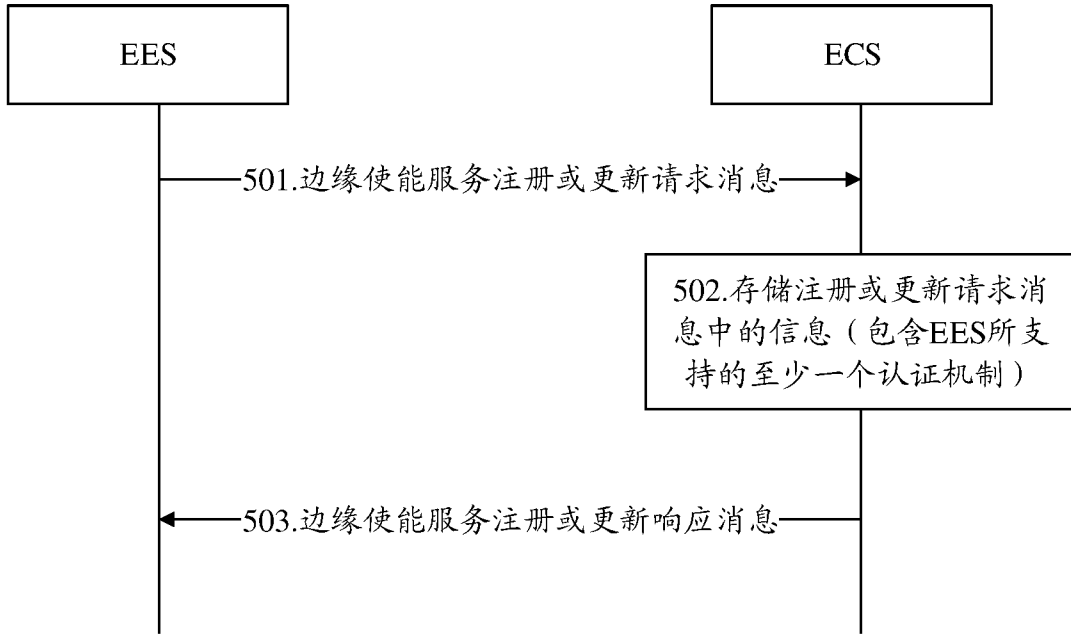 EES
ECS
501.边缘使能服务注册或更新请求消息
502.存储注册或更新请求消
息中的信息（包含EES所支
持的至少一个认证机制）
503.边缘使能服务注册或更新响应消息